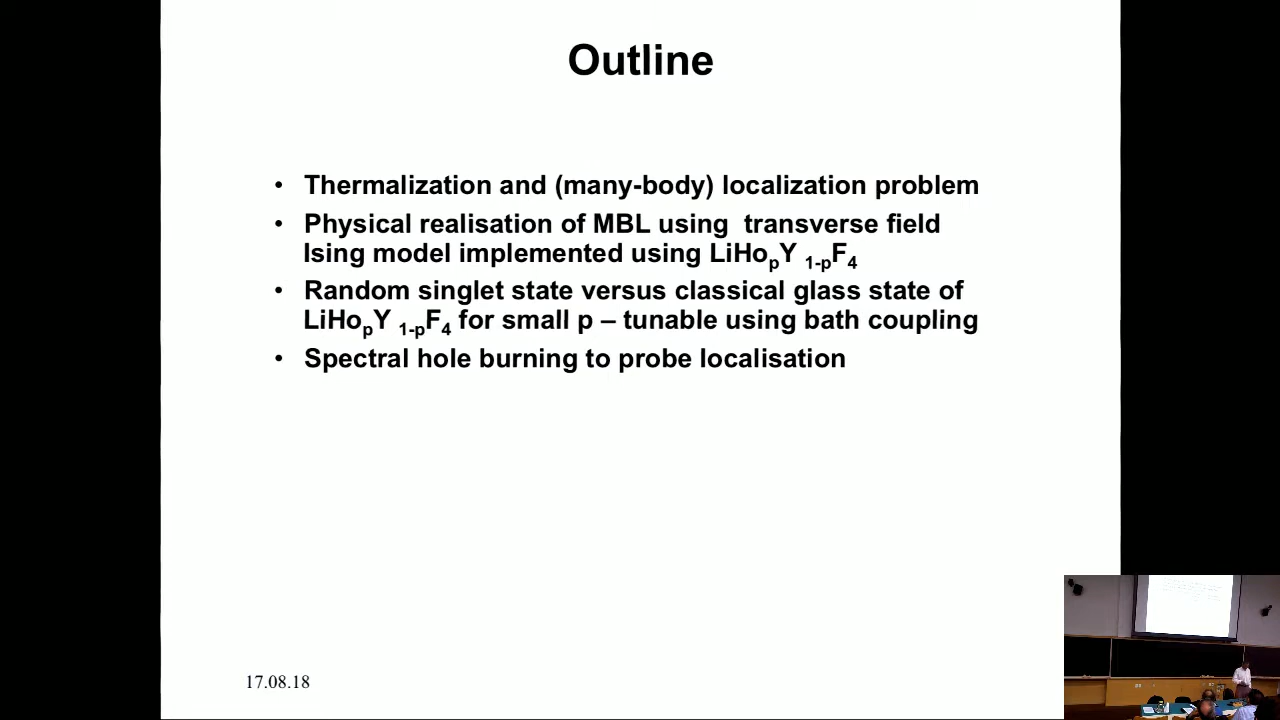 Outline
• Thermalization and (many-body) localization problem
• Physical realisation of MBL using transverse field
Ising model implemented using LiHopY 1-pF4
• Random singlet state versus classical glass state of
LiHopY 1-pF4 for small p – tunable using bath coupling
• Spectral hole burning to probe localisation
17.08.18